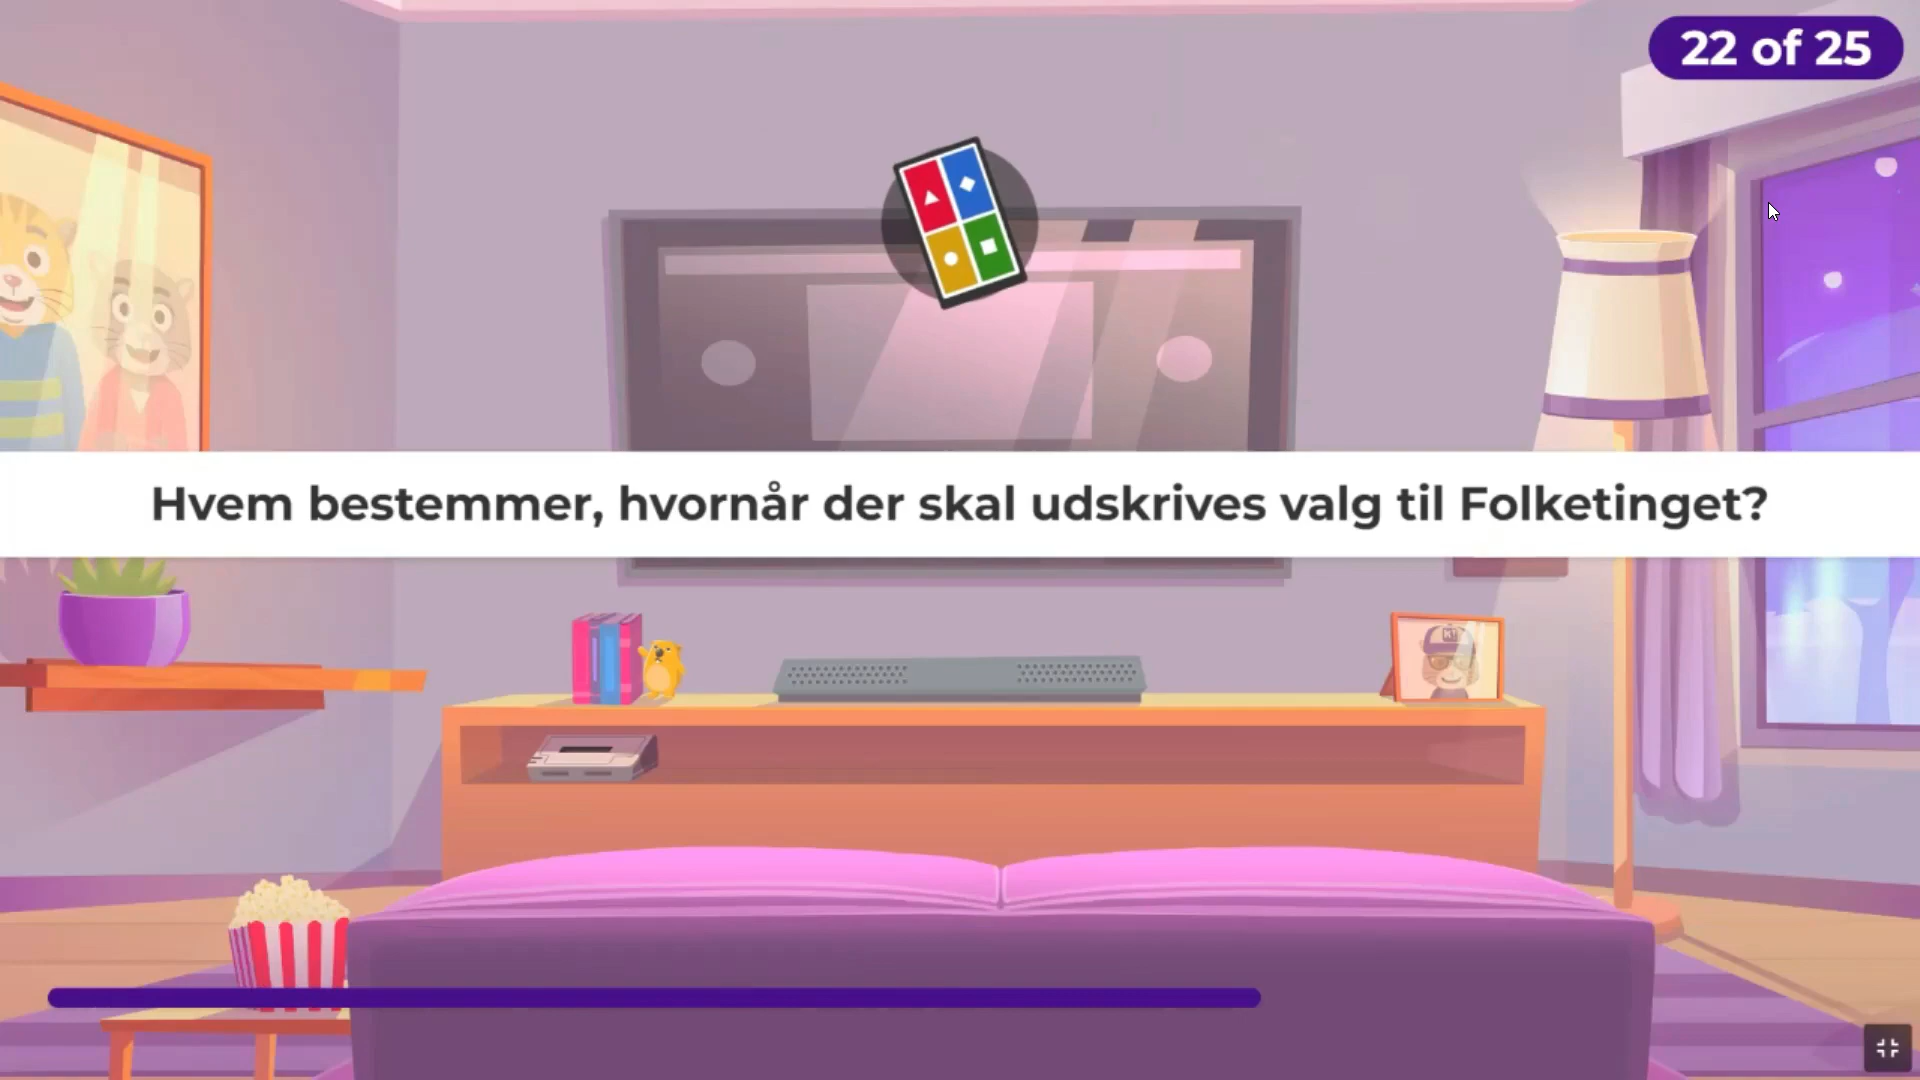 22 of 25
Hvem bestemmer, hvornår der skal udskrives valg til Folketinget?